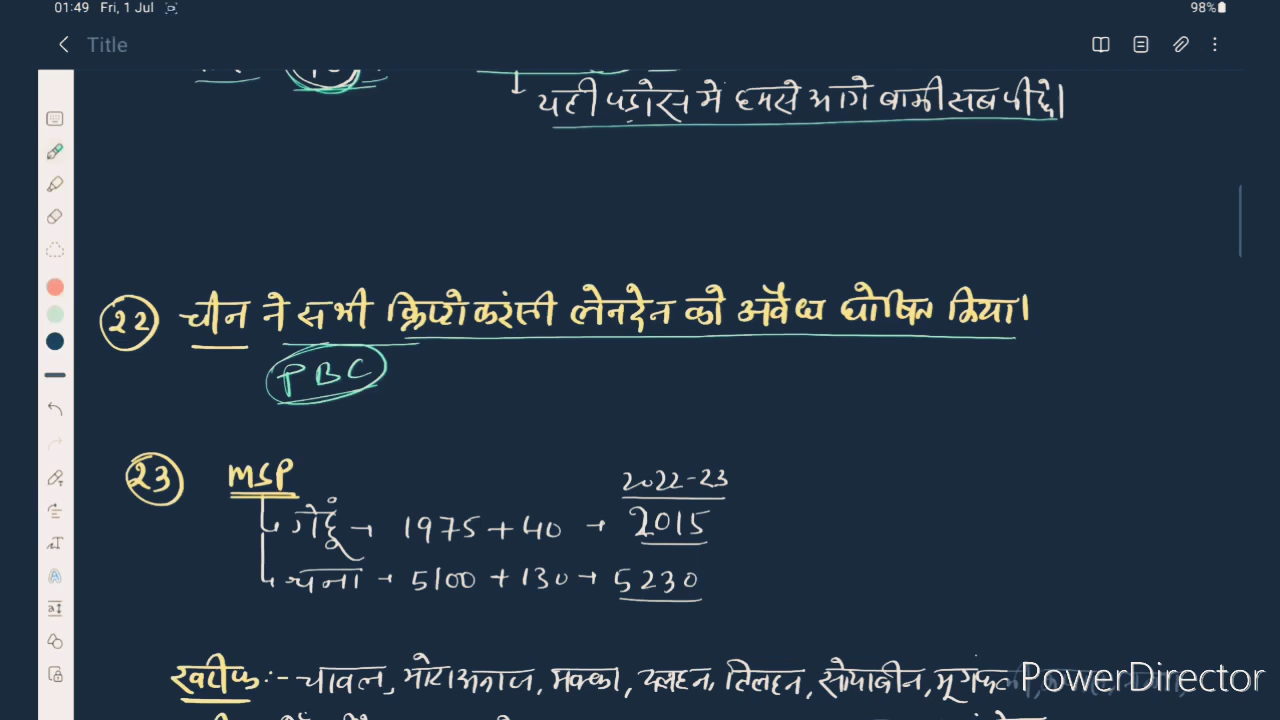 01:49 Fri, 1 Jul 98%
Title
यही पड़ोस में हमसे आगे बाकी सब पीछे।
22 चीन ने सभी क्रिप्टोकरंसी लेनदेन को अवैध घोषित किया।
PBC
23 MSP 2022-23
गेहूं → 1975 + 40 → 2015
चना → 5100 + 130 → 5230
खरीफ :- चावल, मोटा अनाज, मक्का, दलहन, तिलहन, सोयाबीन, मूंगफली,
PowerDirector